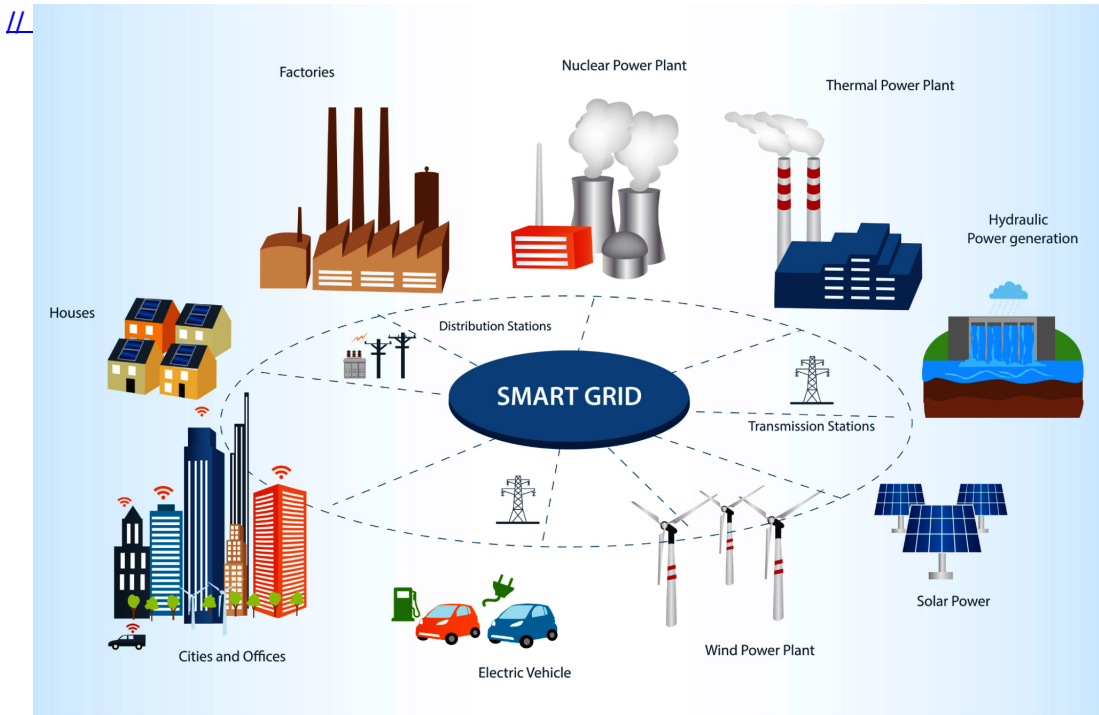 //
Factories
Nuclear Power Plant
Thermal Power Plant
Hydraulic
Power generation
Houses
Distribution Stations
SMART GRID
Transmission Stations
Solar Power
Wind Power Plant
Cities and Offices
Electric Vehicle